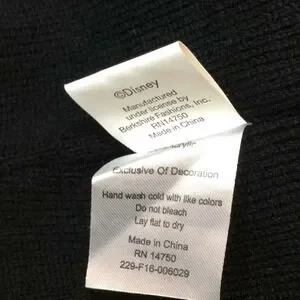 ©Disney
Manufactured
under license by
Berkshire Fashions, Inc.
RN14750
Made in China
Exclusive Of Decoration
Hand wash cold with like colors
Do not bleach
Lay flat to dry
Made in China
RN 14750
229-F16-006029